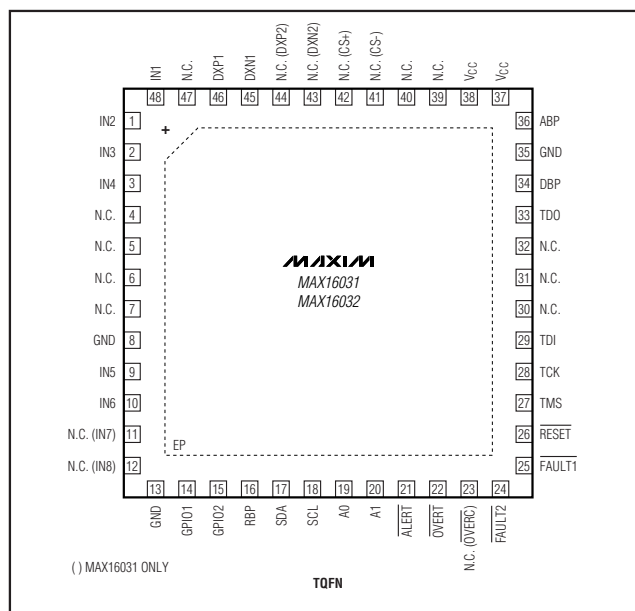 IN1
N.C.
DXP1
DXN1
N.C. (DXP2)
N.C. (DXN2)
N.C. (CS+)
N.C. (CS-)
N.C.
N.C.
VCC
VCC
48 47 46 45 44 43 42 41 40 39 38 37
IN2 1 + 36 ABP
IN3 2 35 GND
IN4 3 34 DBP
N.C. 4 33 TDO
N.C. 5 32 N.C.
MAXIM
N.C. 6 MAX16031 31 N.C.
N.C. 7 MAX16032 30 N.C.
GND 8 29 TDI
IN5 9 28 TCK
IN6 10 27 TMS
N.C. (IN7) 11 EP 26 RESET
N.C. (IN8) 12 25 FAULT1
13 14 15 16 17 18 19 20 21 22 23 24
GND
GPIO1
GPIO2
RBP
SDA
SCL
A0
A1
ALERT
OVERT
N.C. (OVERC)
FAULT2
( ) MAX16031 ONLY
TQFN